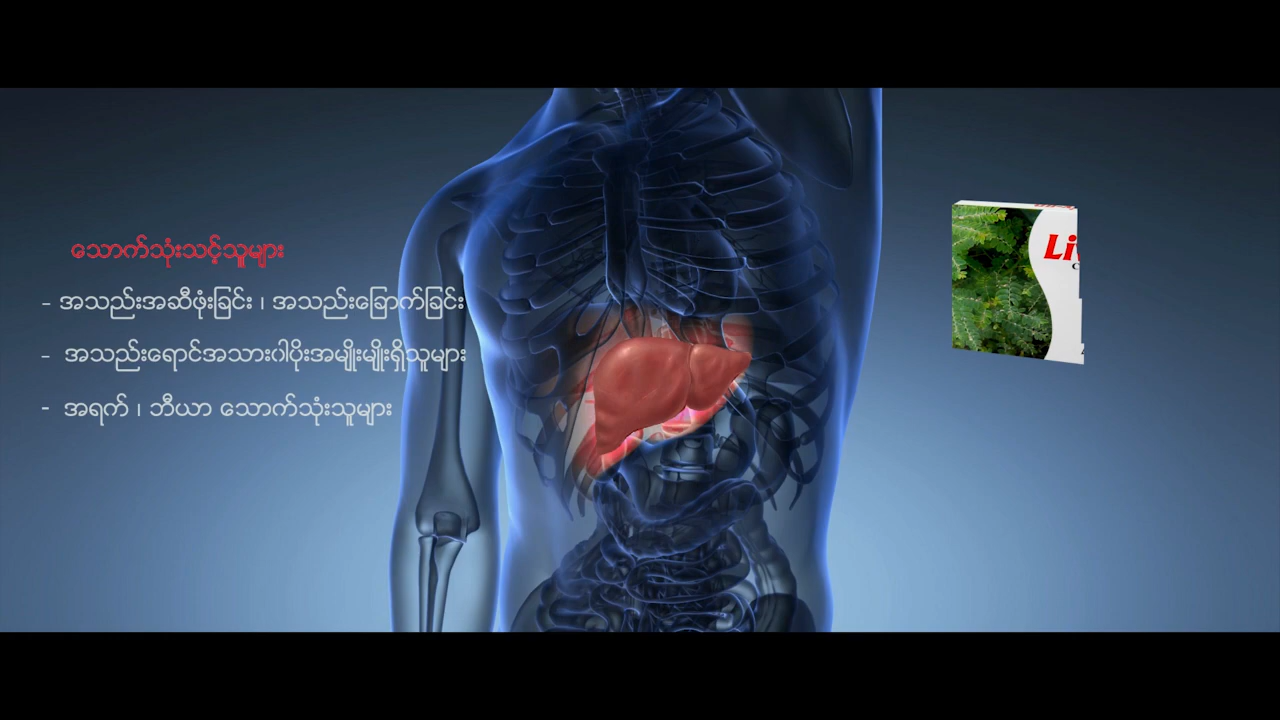 သောက်သုံးသင့်သူများ
- အသည်းအဆီဖုံးခြင်း ၊ အသည်းခြောက်ခြင်း
- အသည်းရောင်အသားဝါပိုးအမျိုးမျိုးရှိသူများ
- အရက် ၊ ဘီယာ သောက်သုံးသူများ